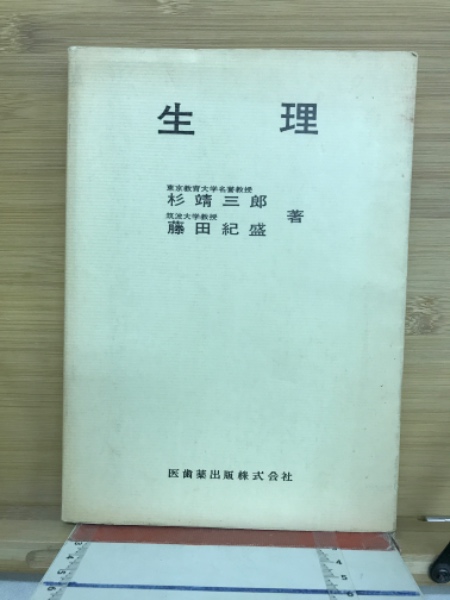 生理
東京教育大学名誉教授
杉靖三郎
筑波大学教授
藤田紀盛
著
医歯薬出版株式会社